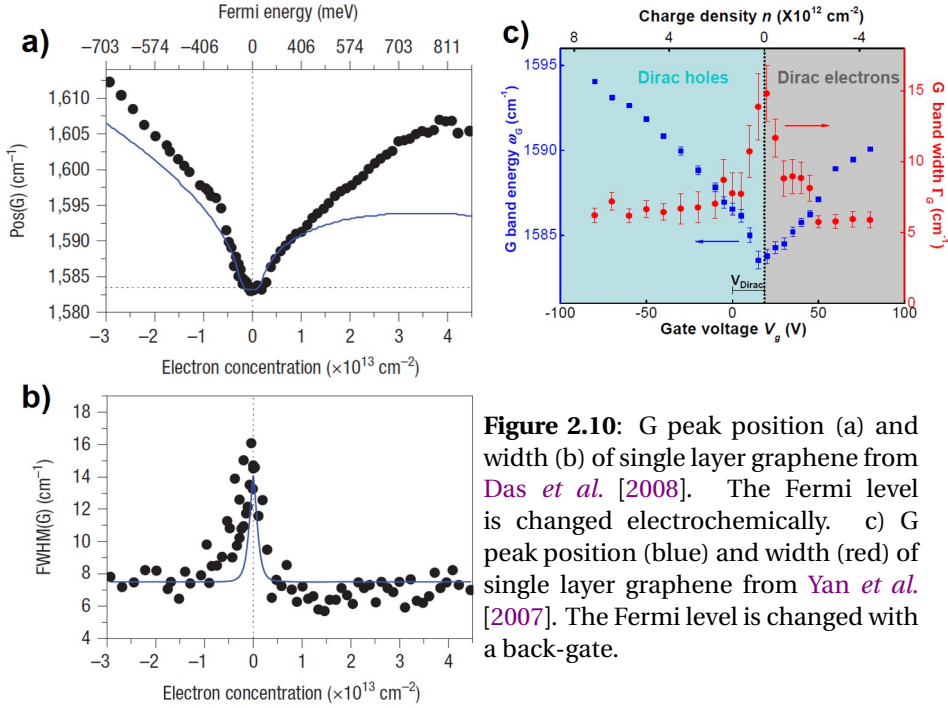 a)
Fermi energy (meV)
−703 −574 −406 0 406 574 703 811
1,610
1,605
1,600
1,595
1,590
1,585
1,580
Pos(G) (cm⁻¹)
−3 −2 −1 0 1 2 3 4
Electron concentration (×10¹³ cm⁻²)
c)
Charge density n (X10¹² cm⁻²)
8 4 0 -4
1595
1590
1585
G band energy ω_G (cm⁻¹)
Dirac holes
Dirac electrons
V_Dirac
15
10
5
0
G band width Γ_G (cm⁻¹)
-100 -50 0 50 100
Gate voltage V_g (V)
b)
18
16
14
12
10
8
6
4
FWHM(G) (cm⁻¹)
−3 −2 −1 0 1 2 3 4
Electron concentration (×10¹³ cm⁻²)
Figure 2.10: G peak position (a) and
width (b) of single layer graphene from
Das et al. [2008]. The Fermi level
is changed electrochemically. c) G
peak position (blue) and width (red) of
single layer graphene from Yan et al.
[2007]. The Fermi level is changed with
a back-gate.